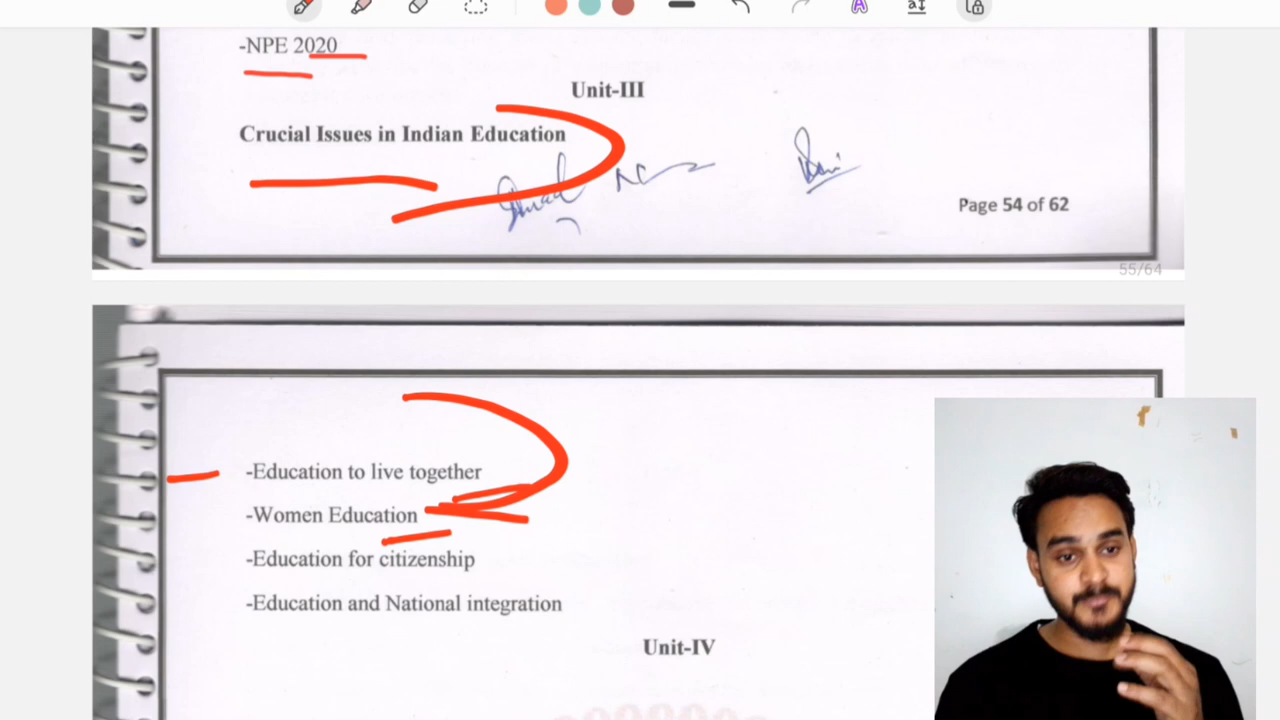 -NPE 2020
Unit-III
Crucial Issues in Indian Education
Page 54 of 62
55/64
-Education to live together
-Women Education
-Education for citizenship
-Education and National integration
Unit-IV